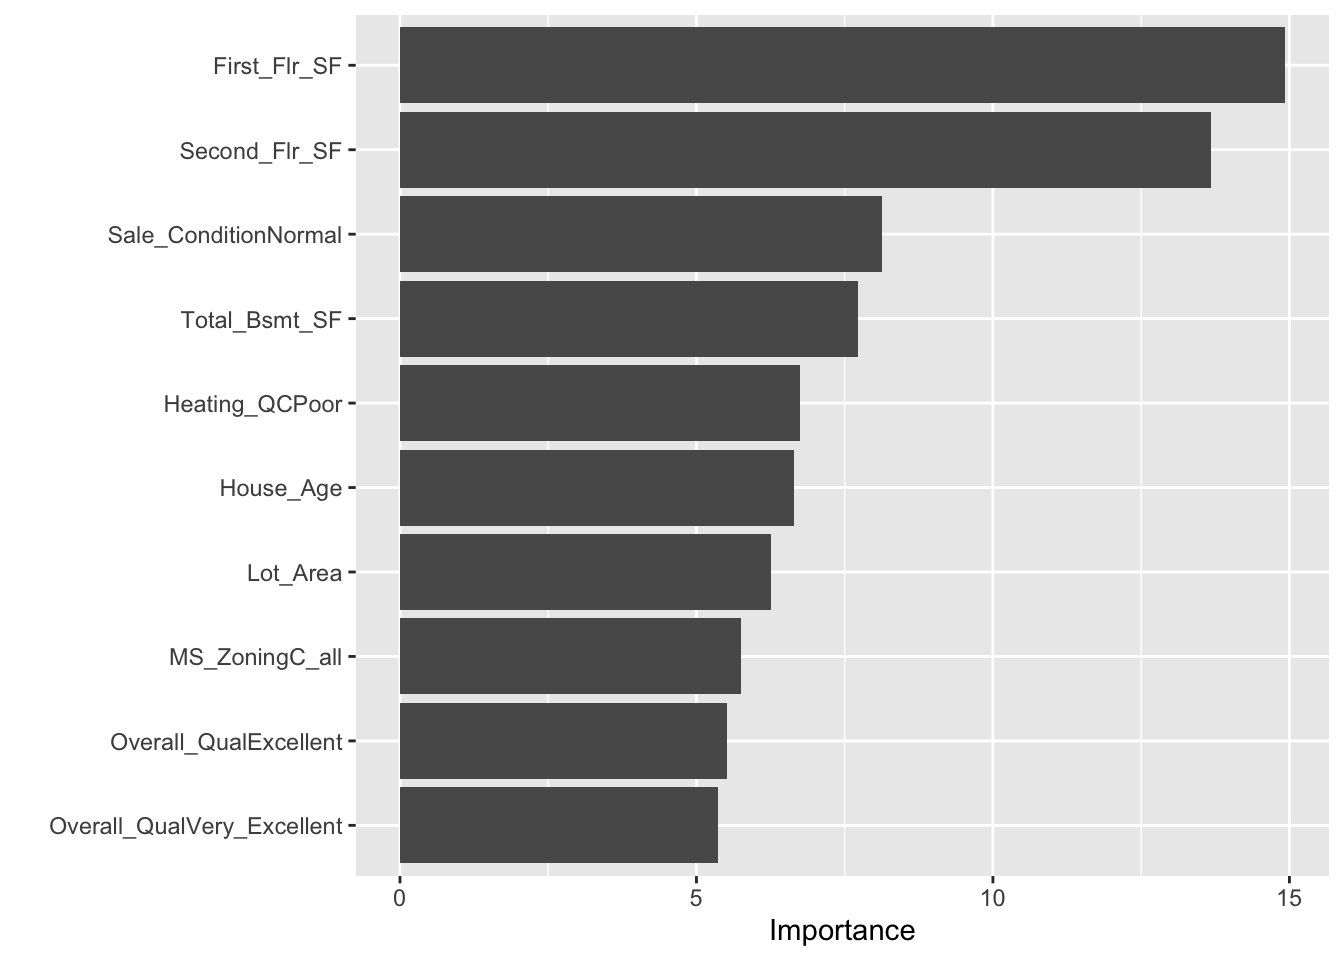 First_Flr_SF
Second_Flr_SF
Sale_ConditionNormal
Total_Bsmt_SF
Heating_QCPoor
House_Age
Lot_Area
MS_ZoningC_all
Overall_QualExcellent
Overall_QualVery_Excellent
0 5 10 15
Importance